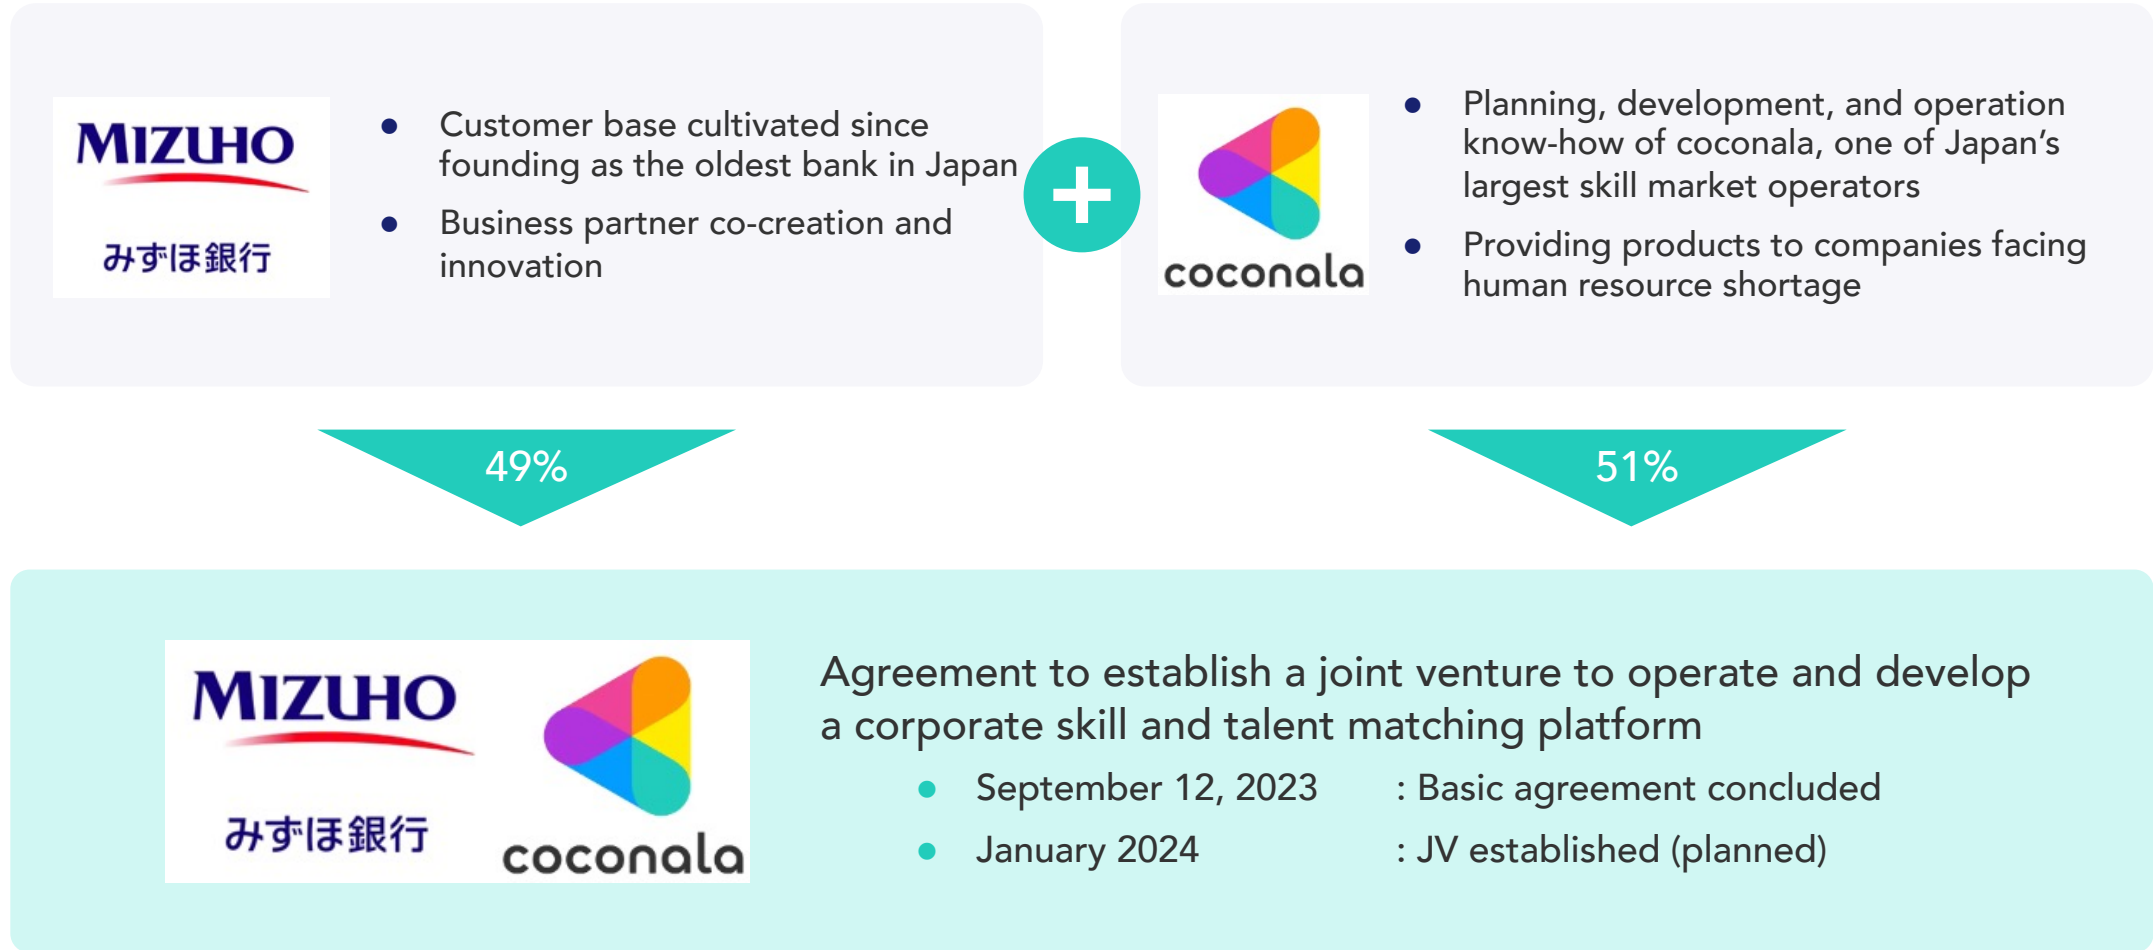 MIZUHO
みずほ銀行
● Customer base cultivated since
founding as the oldest bank in Japan
● Business partner co-creation and
innovation
+
coconala
● Planning, development, and operation
know-how of coconala, one of Japan’s
largest skill market operators
● Providing products to companies facing
human resource shortage
49%
51%
MIZUHO
みずほ銀行
coconala
Agreement to establish a joint venture to operate and develop
a corporate skill and talent matching platform
● September 12, 2023 : Basic agreement concluded
● January 2024 : JV established (planned)